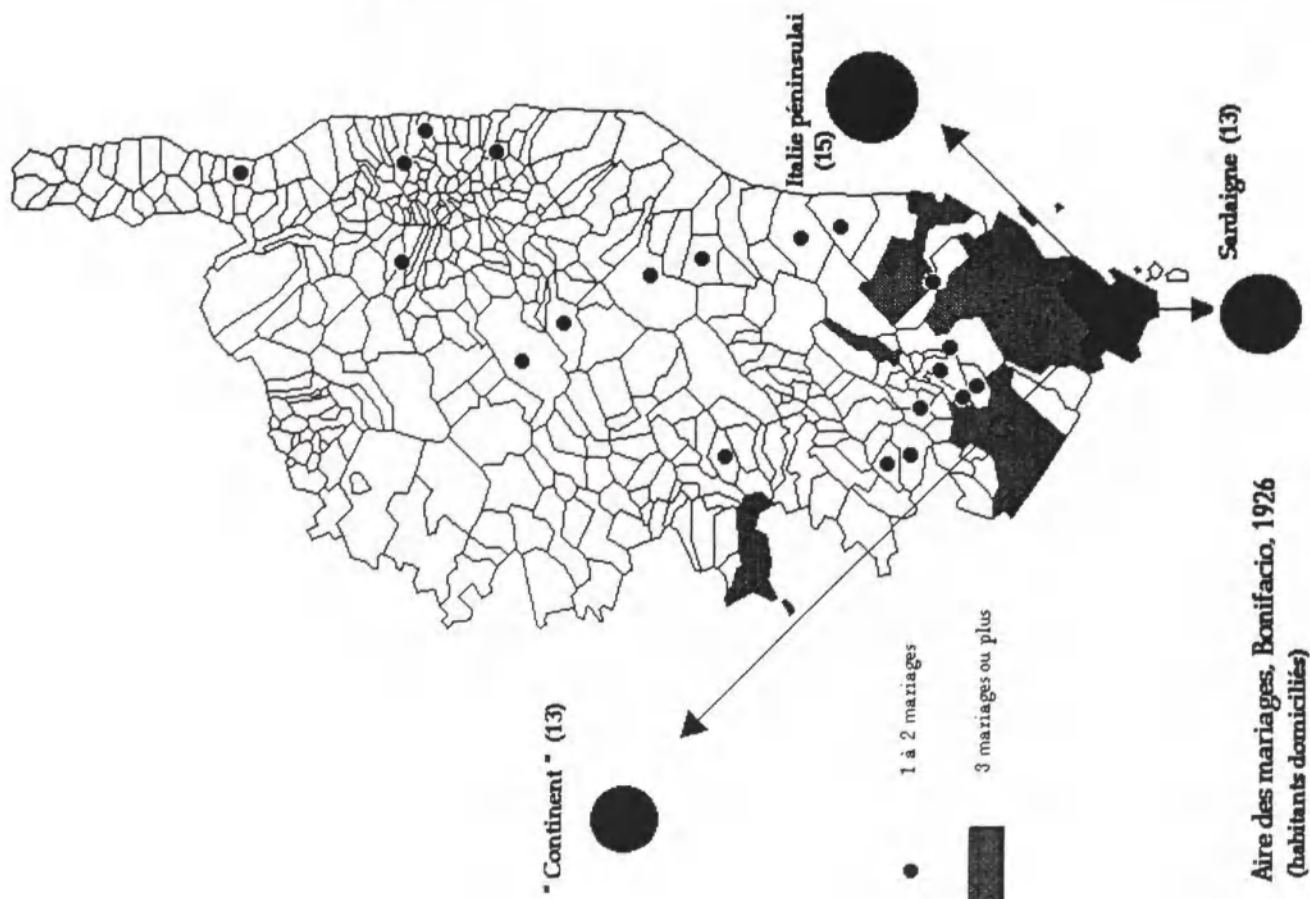 Italie péninsulai
(15)
Sardaigne (13)
" Continent " (13)
1 à 2 mariages
3 mariages ou plus
Aire des mariages, Bonifacio, 1926
(habitants domiciliés)